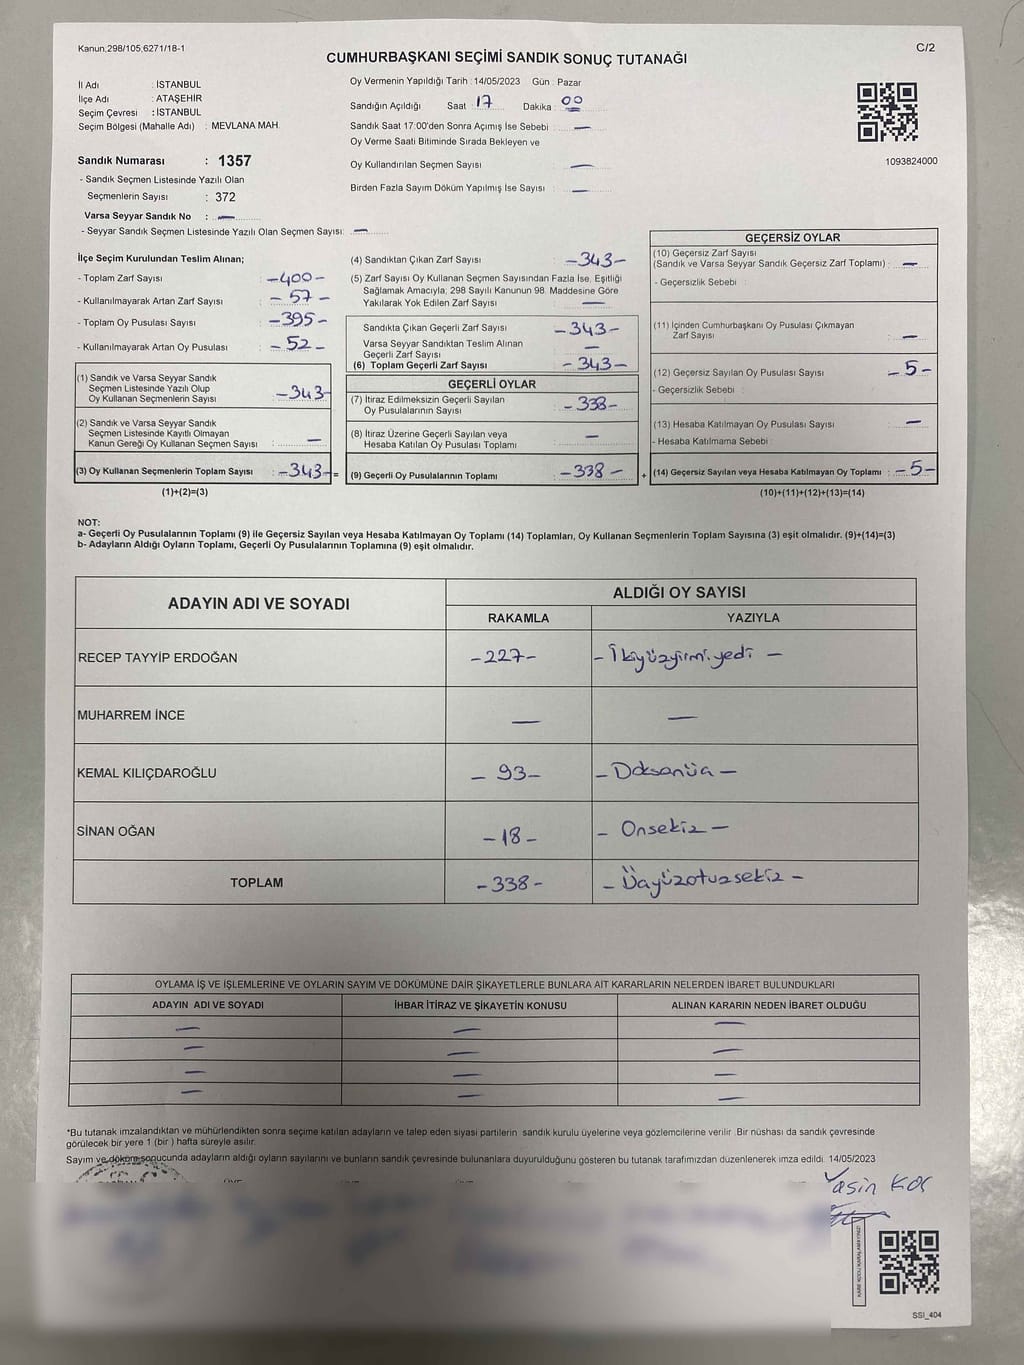 Kanun,298/105,6271/18-1
C/2
CUMHURBAŞKANI SEÇİMİ SANDIK SONUÇ TUTANAĞI
İl Adı : İSTANBUL
İlçe Adı : ATAŞEHİR
Seçim Çevresi : İSTANBUL
Seçim Bölgesi (Mahalle Adı) : MEVLANA MAH.
Oy Vermenin Yapıldığı Tarih : 14/05/2023 Gün : Pazar
Sandığın Açıldığı Saat : 17 Dakika : 00
Sandık Saat 17:00'den Sonra Açımış İse Sebebi : —
Oy Verme Saati Bitiminde Sırada Bekleyen ve
Oy Kullandırılan Seçmen Sayısı : —
Birden Fazla Sayım Döküm Yapılmış İse Sayısı : —
1093824000
Sandık Numarası : 1357
- Sandık Seçmen Listesinde Yazılı Olan
Seçmenlerin Sayısı : 372
Varsa Seyyar Sandık No : —
- Seyyar Sandık Seçmen Listesinde Yazılı Olan Seçmen Sayısı: —
İlçe Seçim Kurulundan Teslim Alınan;
- Toplam Zarf Sayısı : -400-
- Kullanılmayarak Artan Zarf Sayısı : -57-
- Toplam Oy Pusulası Sayısı : -395-
- Kullanılmayarak Artan Oy Pusulası : -52-
(1) Sandık ve Varsa Seyyar Sandık
Seçmen Listesinde Yazılı Olup
Oy Kullanan Seçmenlerin Sayısı : -343-
(2) Sandık ve Varsa Seyyar Sandık
Seçmen Listesinde Kayıtlı Olmayan
Kanun Gereği Oy Kullanan Seçmen Sayısı : —
(3) Oy Kullanan Seçmenlerin Toplam Sayısı : -343- =
(1)+(2)=(3)
(4) Sandıktan Çıkan Zarf Sayısı : -343-
(5) Zarf Sayısı Oy Kullanan Seçmen Sayısından Fazla İse, Eşitliği
Sağlamak Amacıyla; 298 Sayılı Kanunun 98. Maddesine Göre
Yakılarak Yok Edilen Zarf Sayısı : —
Sandıkta Çıkan Geçerli Zarf Sayısı : -343-
Varsa Seyyar Sandıktan Teslim Alınan
Geçerli Zarf Sayısı : —
(6) Toplam Geçerli Zarf Sayısı : -343-
GEÇERLİ OYLAR
(7) İtiraz Edilmeksizin Geçerli Sayılan
Oy Pusulalarının Sayısı : -338-
(8) İtiraz Üzerine Geçerli Sayılan veya
Hesaba Katılan Oy Pusulası Toplamı : —
(9) Geçerli Oy Pusulalarının Toplamı : -338- +
GEÇERSİZ OYLAR
(10) Geçersiz Zarf Sayısı
(Sandık ve Varsa Seyyar Sandık Geçersiz Zarf Toplamı) : —
- Geçersizlik Sebebi :
(11) İçinden Cumhurbaşkanı Oy Pusulası Çıkmayan
Zarf Sayısı : —
(12) Geçersiz Sayılan Oy Pusulası Sayısı : -5-
- Geçersizlik Sebebi :
(13) Hesaba Katılmayan Oy Pusulası Sayısı : —
- Hesaba Katılmama Sebebi :
(14) Geçersiz Sayılan veya Hesaba Katılmayan Oy Toplamı : -5-
(10)+(11)+(12)+(13)=(14)
NOT:
a- Geçerli Oy Pusulalarının Toplamı (9) ile Geçersiz Sayılan veya Hesaba Katılmayan Oy Toplamı (14) Toplamları, Oy Kullanan Seçmenlerin Toplam Sayısına (3) eşit olmalıdır. (9)+(14)=(3)
b- Adayların Aldığı Oyların Toplamı, Geçerli Oy Pusulalarının Toplamına (9) eşit olmalıdır.
ADAYIN ADI VE SOYADI
ALDIĞI OY SAYISI
RAKAMLA YAZIYLA
RECEP TAYYİP ERDOĞAN -227- -İkiyüzyirmiyedi-
MUHARREM İNCE — —
KEMAL KILIÇDAROĞLU -93- -Doksanüç-
SİNAN OĞAN -18- -Onsekiz-
TOPLAM -338- -Üçyüzotuzsekiz-
OYLAMA İŞ VE İŞLEMLERİNE VE OYLARIN SAYIM VE DÖKÜMÜNE DAİR ŞİKAYETLERLE BUNLARA AİT KARARLARIN NELERDEN İBARET BULUNDUKLARI
ADAYIN ADI VE SOYADI İHBAR İTİRAZ VE ŞİKAYETİN KONUSU ALINAN KARARIN NEDEN İBARET OLDUĞU
— — —
— — —
— — —
— — —
*Bu tutanak imzalandıktan ve mühürlendikten sonra seçime katılan adayların ve talep eden siyasi partilerin sandık kurulu üyelerine veya gözlemcilerine verilir. Bir nüshası da sandık çevresinde
görülecek bir yere 1 (bir ) hafta süreyle asılır.
Sayım ve döküm sonucunda adayların aldığı oyların sayılarını ve bunların sandık çevresinde bulunanlara duyurulduğunu gösteren bu tutanak tarafımızdan düzenlenerek imza edildi. 14/05/2023
Yasin Koç
SSI_404